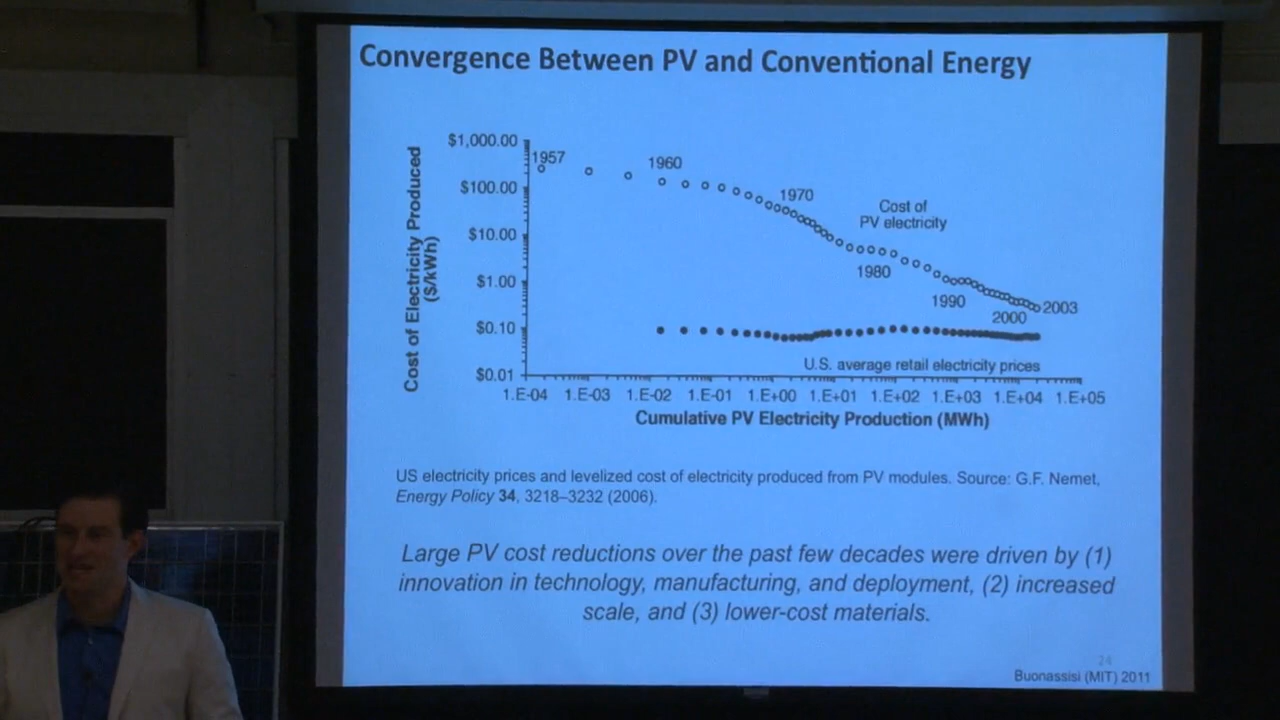 Convergence Between PV and Conventional Energy
Cost of Electricity Produced
($/kWh)
$1,000.00
$100.00
$10.00
$1.00
$0.10
$0.01
1957
1960
1970
Cost of
PV electricity
1980
1990
2000
2003
U.S. average retail electricity prices
1.E-04 1.E-03 1.E-02 1.E-01 1.E+00 1.E+01 1.E+02 1.E+03 1.E+04 1.E+05
Cumulative PV Electricity Production (MWh)
US electricity prices and levelized cost of electricity produced from PV modules. Source: G.F. Nemet,
Energy Policy 34, 3218–3232 (2006).
Large PV cost reductions over the past few decades were driven by (1)
innovation in technology, manufacturing, and deployment, (2) increased
scale, and (3) lower-cost materials.
24
Buonassisi (MIT) 2011